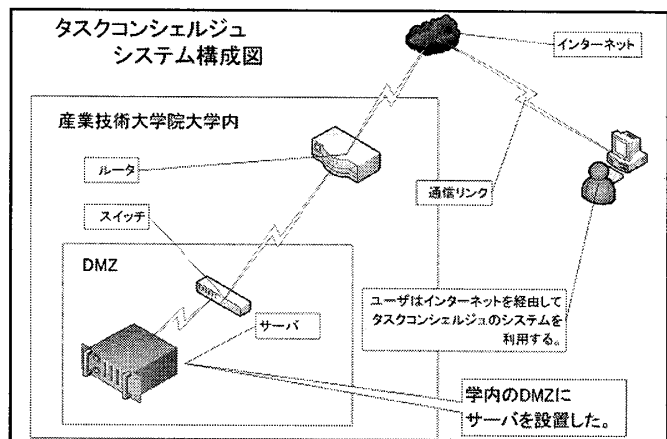 タスクコンシェルジュ
システム構成図
インターネット
産業技術大学院大学内
ルータ
通信リンク
スイッチ
DMZ
サーバ
ユーザはインターネットを経由して
タスクコンシェルジュのシステムを
利用する。
学内のDMZに
サーバを設置した。